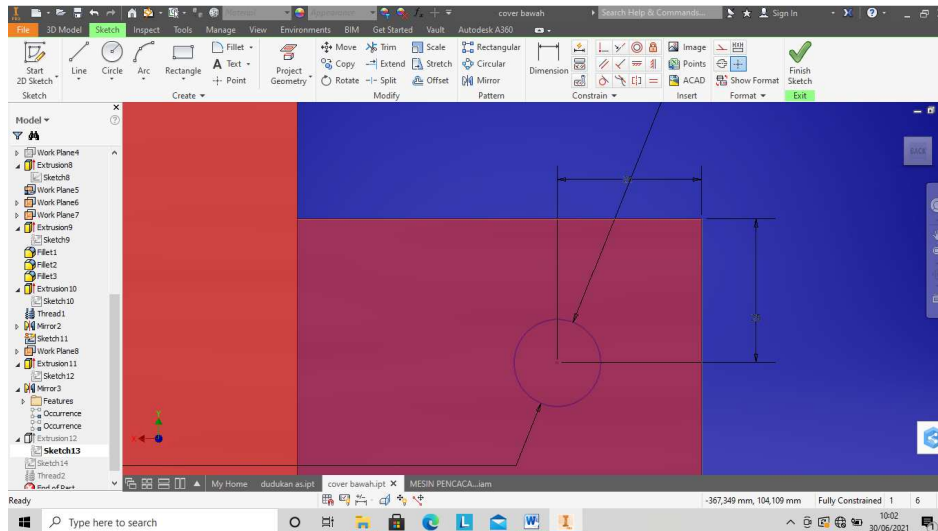 PRO
cover bawah
Search Help & Commands...
Sign In
File 3D Model Sketch Inspect Tools Manage View Environments BIM Get Started Vault Autodesk A360
Start
2D Sketch
Line
Circle
Arc
Rectangle
Fillet
A Text
Point
Project
Geometry
Move Trim Scale
Copy Extend Stretch
Rotate Split Offset
Rectangular
Circular
Mirror
Dimension
Image
Points
ACAD
Show Format
Finish
Sketch
Sketch Create Modify Pattern Constrain Insert Format Exit
Model
Work Plane4
Extrusion8
Sketch8
Work Plane5
Work Plane6
Work Plane7
Extrusion9
Sketch9
Fillet1
Fillet2
Fillet3
Extrusion10
Sketch10
Thread1
Mirror2
Sketch11
Work Plane8
Extrusion11
Sketch12
Mirror3
Features
Occurrence
Occurrence
Extrusion12
Sketch13
Sketch14
Thread2
End of Part
BACK
Y
X
My Home dudukan as.ipt cover bawah.ipt X MESIN PENCACA...iam
Ready
-367,349 mm, 104,109 mm Fully Constrained 1 6
Type here to search
10:02
30/06/2021